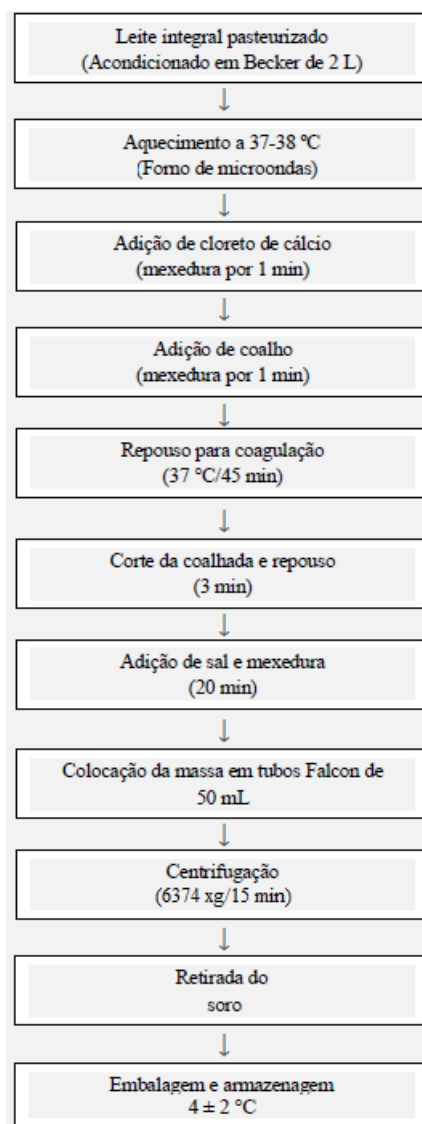 Leite integral pasteurizado
(Acondicionado em Becker de 2 L)
↓
Aquecimento a 37-38 ºC
(Forno de microondas)
↓
Adição de cloreto de cálcio
(mexedura por 1 min)
↓
Adição de coalho
(mexedura por 1 min)
↓
Repouso para coagulação
(37 °C/45 min)
↓
Corte da coalhada e repouso
(3 min)
↓
Adição de sal e mexedura
(20 min)
↓
Colocação da massa em tubos Falcon de
50 mL
↓
Centrifugação
(6374 xg/15 min)
↓
Retirada do
soro
↓
Embalagem e armazenagem
4 ± 2 °C